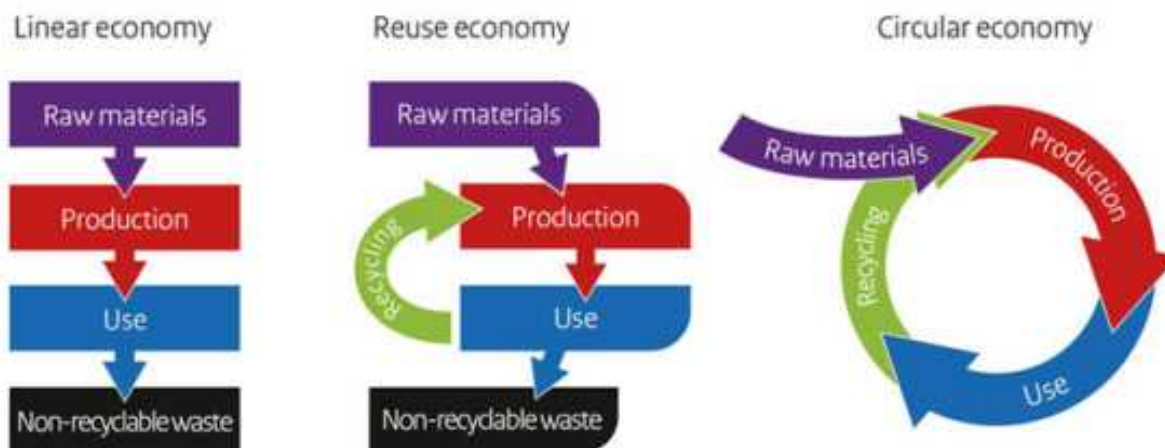 Linear economy
Raw materials
Production
Use
Non-recyclable waste
Reuse economy
Raw materials
Production
Recycling
Use
Non-recyclable waste
Circular economy
Raw materials
Production
Use
Recycling